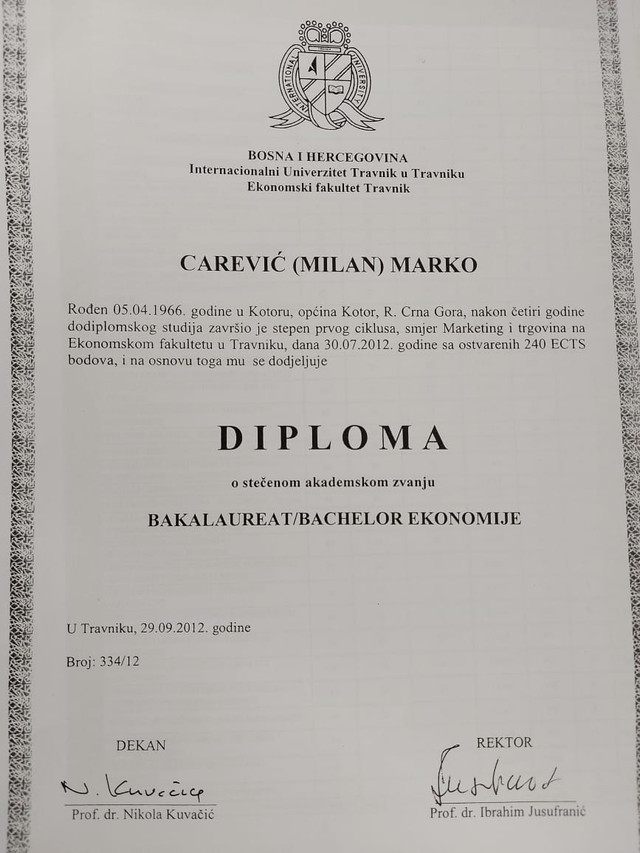 INTERNATIONAL UNIVERSITY
BOSNA I HERCEGOVINA
Internacionalni Univerzitet Travnik u Travniku
Ekonomski fakultet Travnik
CAREVIĆ (MILAN) MARKO
Rođen 05.04.1966. godine u Kotoru, općina Kotor, R. Crna Gora, nakon četiri godine
dodiplomskog studija završio je stepen prvog ciklusa, smjer Marketing i trgovina na
Ekonomskom fakultetu u Travniku, dana 30.07.2012. godine sa ostvarenih 240 ECTS
bodova, i na osnovu toga mu se dodjeljuje
DIPLOMA
o stečenom akademskom zvanju
BAKALAUREAT/BACHELOR EKONOMIJE
U Travniku, 29.09.2012. godine
Broj: 334/12
DEKAN
REKTOR
N. Kuvačić
Prof. dr. Nikola Kuvačić
Prof. dr. Ibrahim Jusufranić